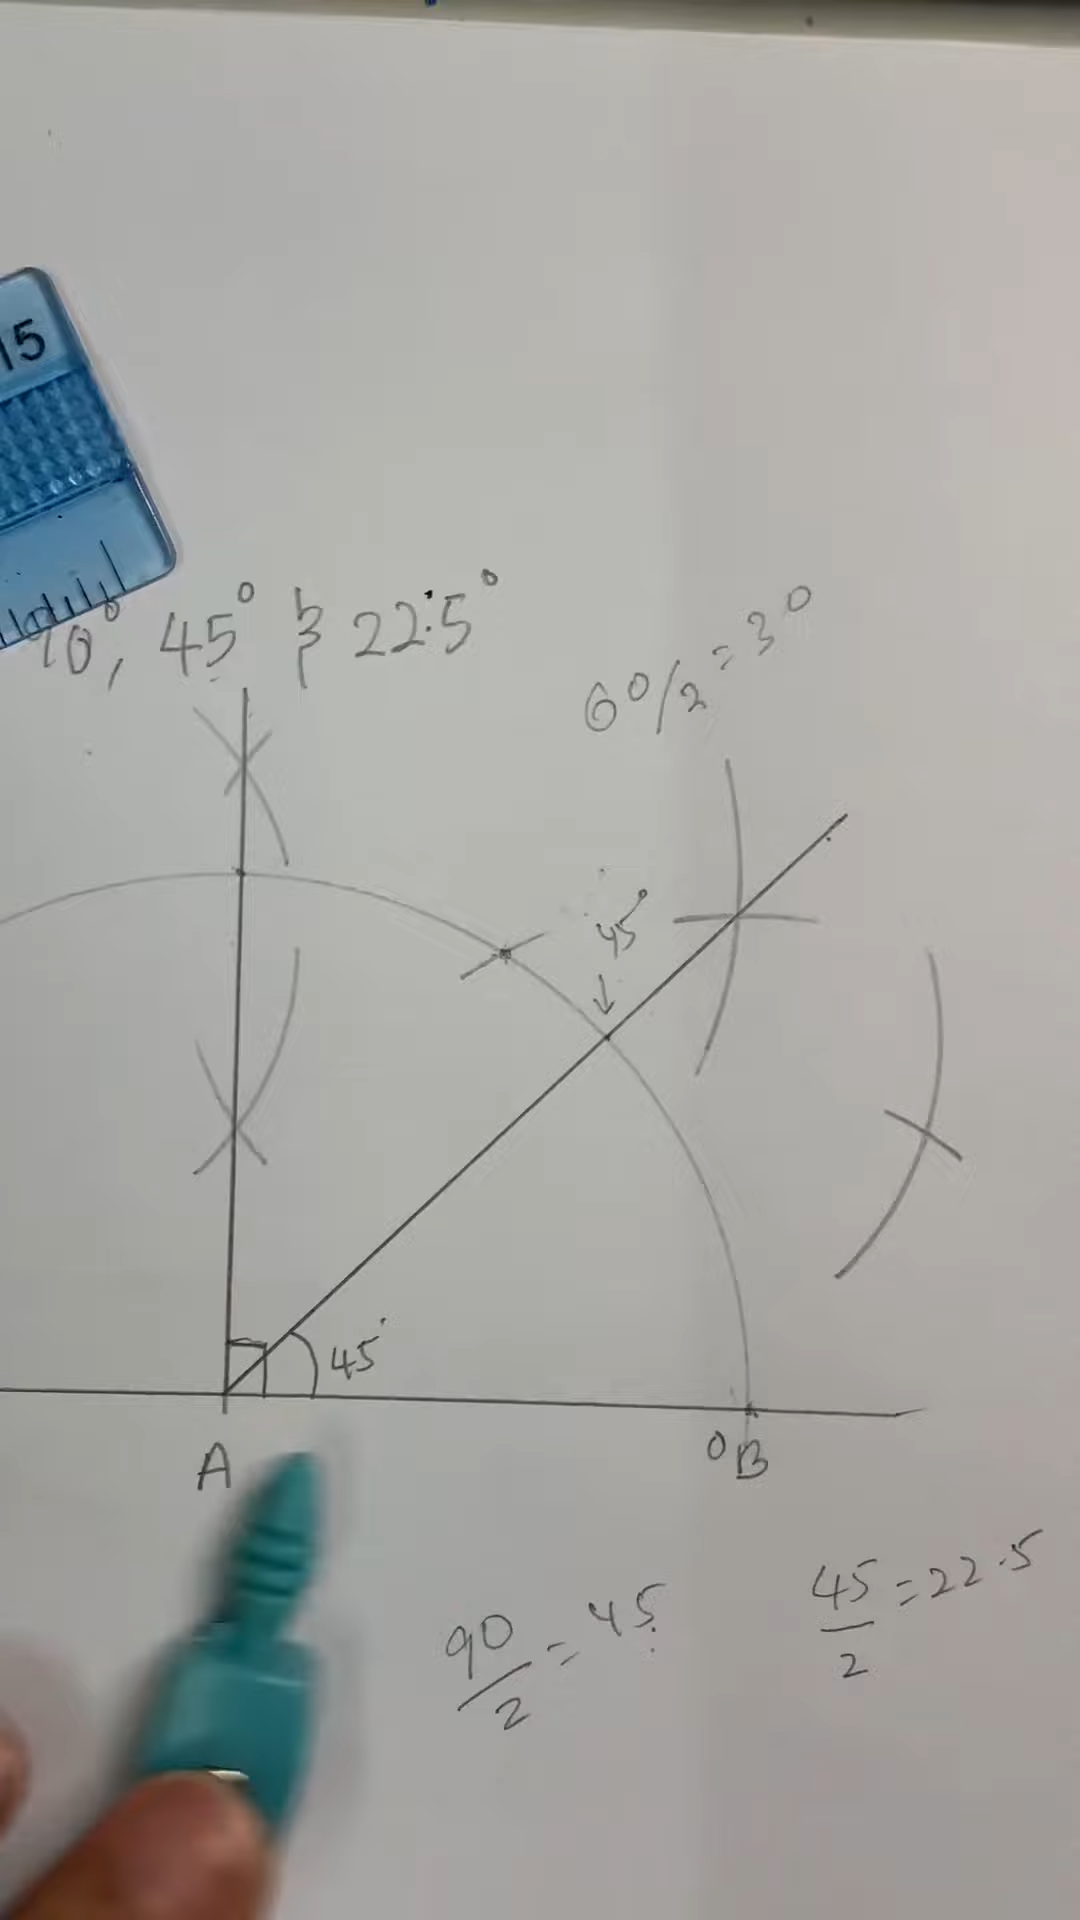 15
90°, 45° & 22.5°
60/2 = 30
45°
45°
A
B
90/2 = 45
45/2 = 22.5